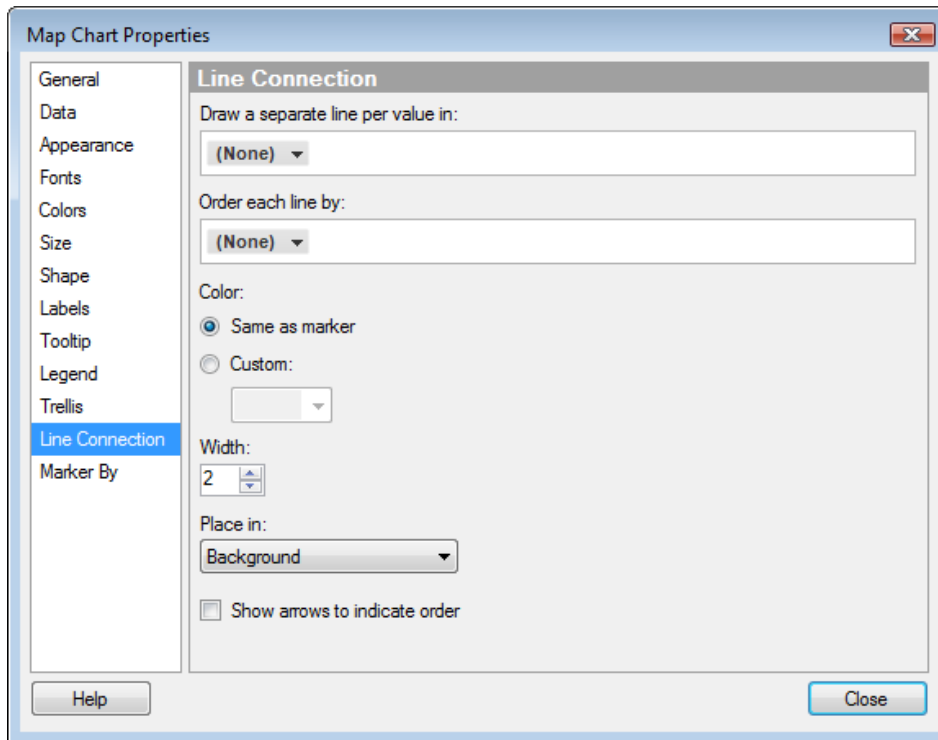 Map Chart Properties
General
Data
Appearance
Fonts
Colors
Size
Shape
Labels
Tooltip
Legend
Trellis
Line Connection
Marker By
Line Connection
Draw a separate line per value in:
(None)
Order each line by:
(None)
Color:
Same as marker
Custom:
Width:
2
Place in:
Background
Show arrows to indicate order
Help
Close